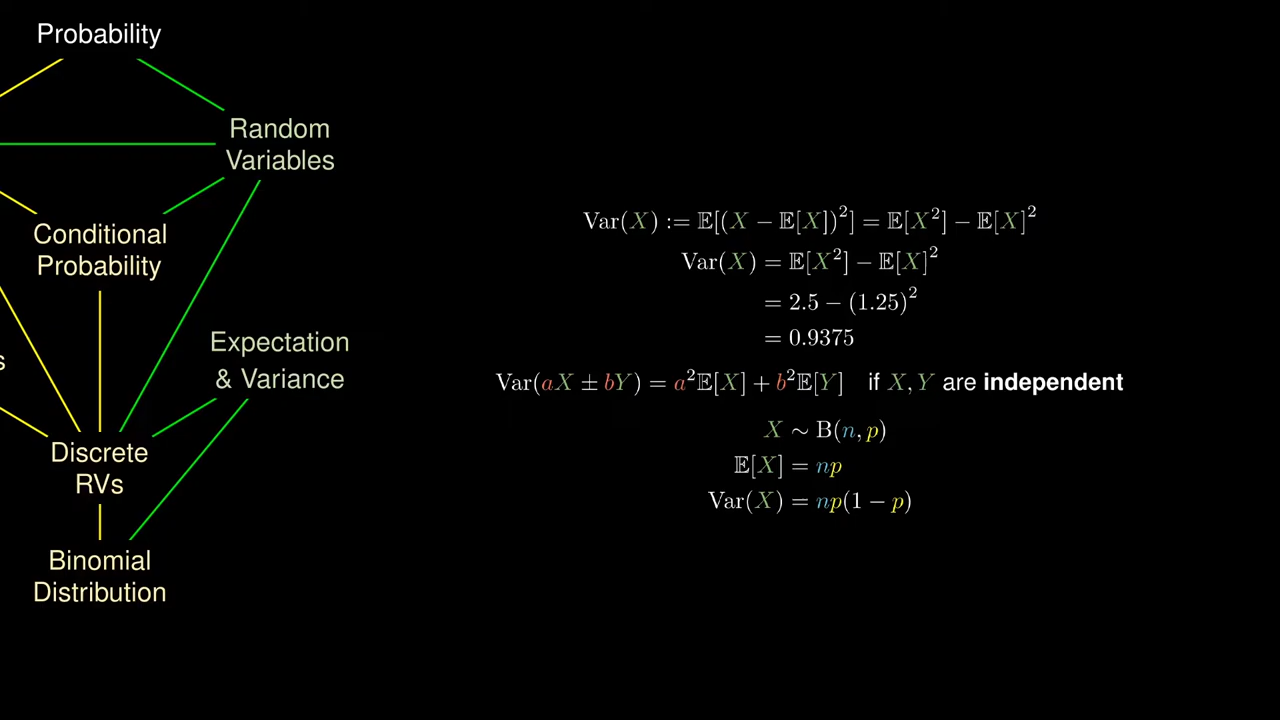 Probability
Random
Variables
Conditional
Probability
s
Expectation
& Variance
Discrete
RVs
Binomial
Distribution
Var(X) := 𝔼[(X − 𝔼[X])²] = 𝔼[X²] − 𝔼[X]²
Var(X) = 𝔼[X²] − 𝔼[X]²
= 2.5 − (1.25)²
= 0.9375
Var(aX ± bY) = a²𝔼[X] + b²𝔼[Y] if X, Y are independent
X ∼ B(n, p)
𝔼[X] = np
Var(X) = np(1 − p)